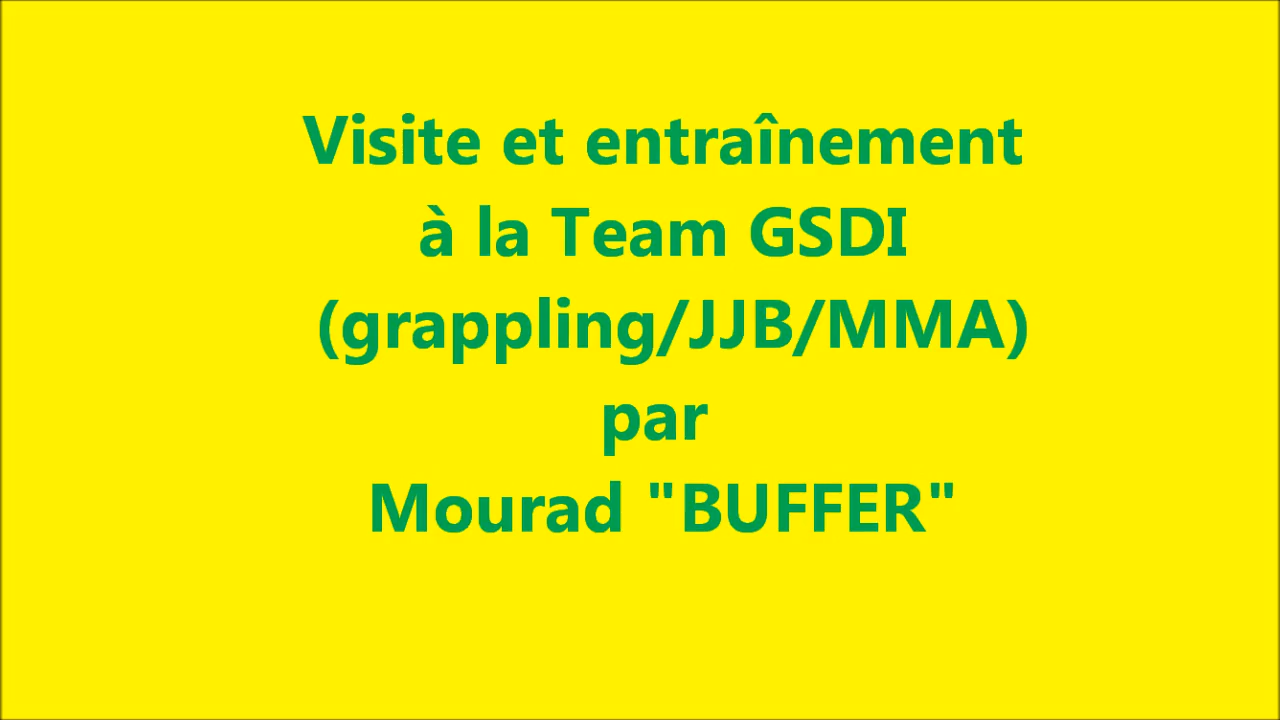 Visite et entraînement
à la Team GSDI
(grappling/JJB/MMA)
par
Mourad "BUFFER"